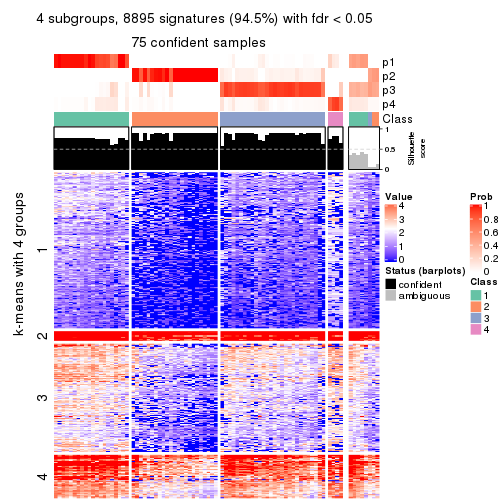 4 subgroups, 8895 signatures (94.5%) with fdr < 0.05
75 confident samples
p1
p2
p3
p4
Class
1
0.5
0
Silhouette
score
k-means with 4 groups
1
2
3
4
Value
4
3
2
1
0
Status (barplots)
confident
ambiguous
Prob
1
0.8
0.6
0.4
0.2
0
Class
1
2
3
4